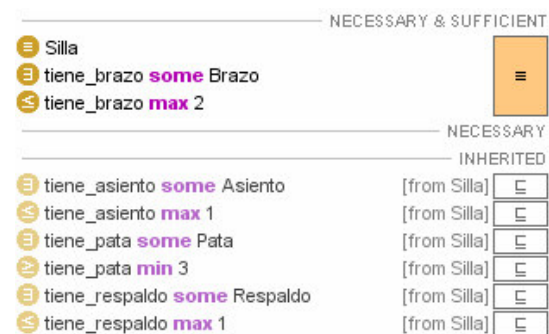 NECESSARY & SUFFICIENT
≡ Silla
∃ tiene_brazo some Brazo
≤ tiene_brazo max 2
≡
NECESSARY
INHERITED
∃ tiene_asiento some Asiento [from Silla] ⊑
≤ tiene_asiento max 1 [from Silla] ⊑
∃ tiene_pata some Pata [from Silla] ⊑
≥ tiene_pata min 3 [from Silla] ⊑
∃ tiene_respaldo some Respaldo [from Silla] ⊑
≤ tiene_respaldo max 1 [from Silla] ⊑